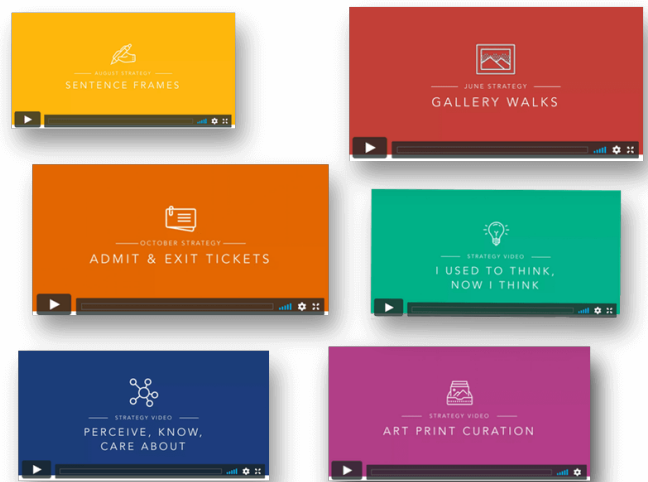 AUGUST STRATEGY
SENTENCE FRAMES
JUNE STRATEGY
GALLERY WALKS
OCTOBER STRATEGY
ADMIT & EXIT TICKETS
STRATEGY VIDEO
I USED TO THINK,
NOW I THINK
STRATEGY VIDEO
PERCEIVE, KNOW,
CARE ABOUT
STRATEGY VIDEO
ART PRINT CURATION